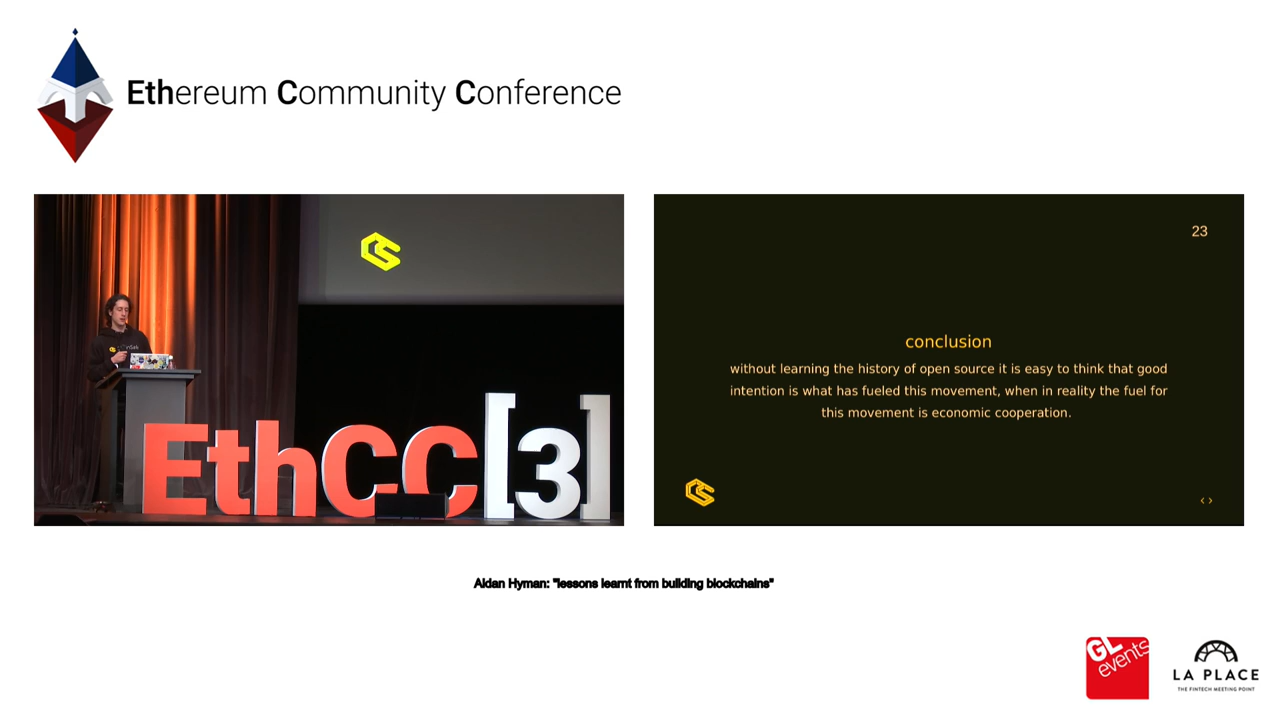 Ethereum Community Conference
EthCC[3]
23
conclusion
without learning the history of open source it is easy to think that good
intention is what has fueled this movement, when in reality the fuel for
this movement is economic cooperation.
Aidan Hyman: "lessons learnt from building blockchains"
GL
events
LA PLACE
THE FINTECH MEETING POINT